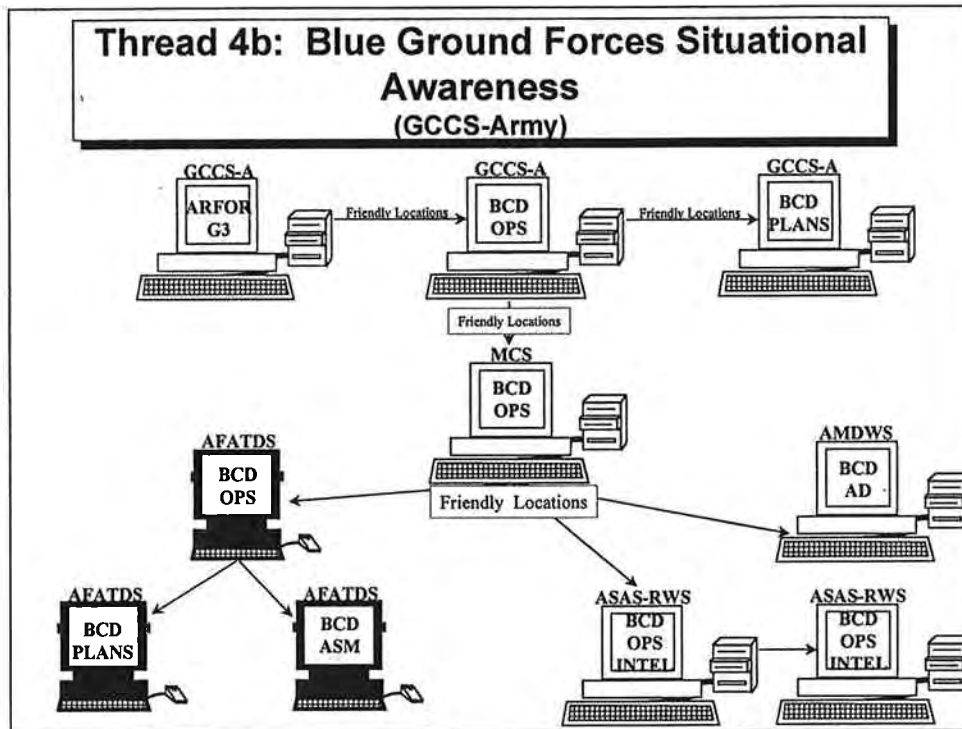 Thread 4b: Blue Ground Forces Situational
Awareness
(GCCS-Army)
GCCS-A
ARFOR
G3
Friendly Locations
GCCS-A
BCD
OPS
Friendly Locations
GCCS-A
BCD
PLANS
Friendly Locations
MCS
BCD
OPS
Friendly Locations
AFATDS
BCD
OPS
AMDWS
BCD
AD
AFATDS
BCD
PLANS
AFATDS
BCD
ASM
ASAS-RWS
BCD
OPS
INTEL
ASAS-RWS
BCD
OPS
INTEL